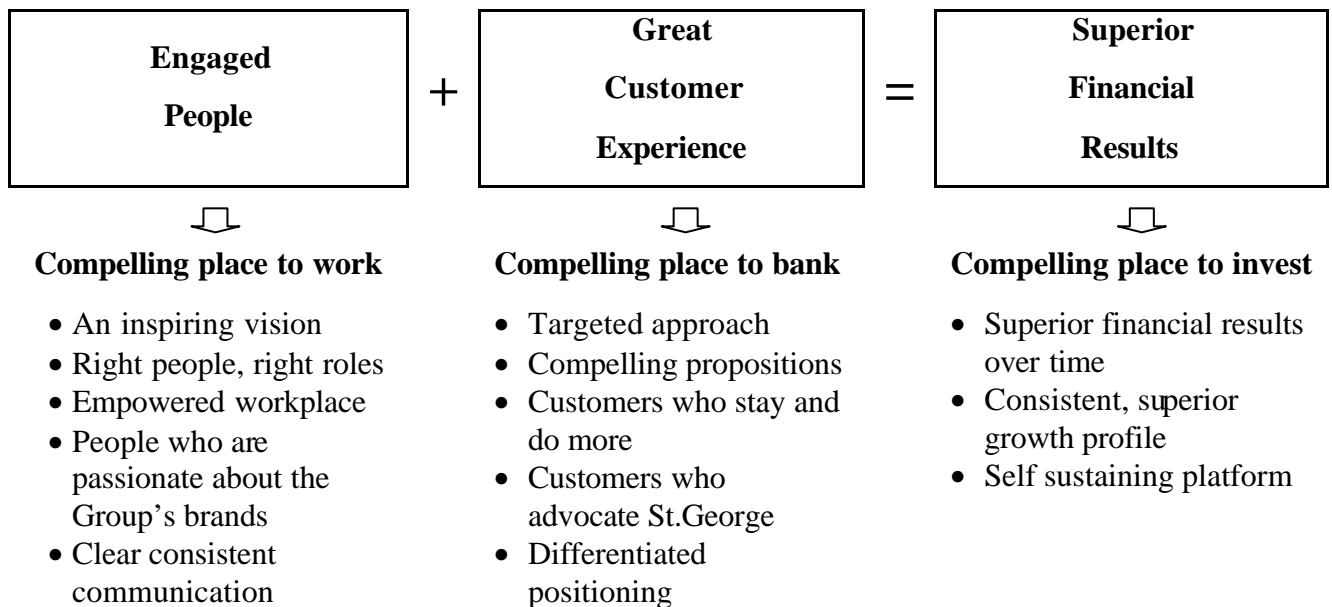 Engaged
People
+
Great
Customer
Experience
=
Superior
Financial
Results
Compelling place to work
• An inspiring vision
• Right people, right roles
• Empowered workplace
• People who are
passionate about the
Group’s brands
• Clear consistent
communication
Compelling place to bank
• Targeted approach
• Compelling propositions
• Customers who stay and
do more
• Customers who
advocate St.George
• Differentiated
positioning
Compelling place to invest
• Superior financial results
over time
• Consistent, superior
growth profile
• Self sustaining platform